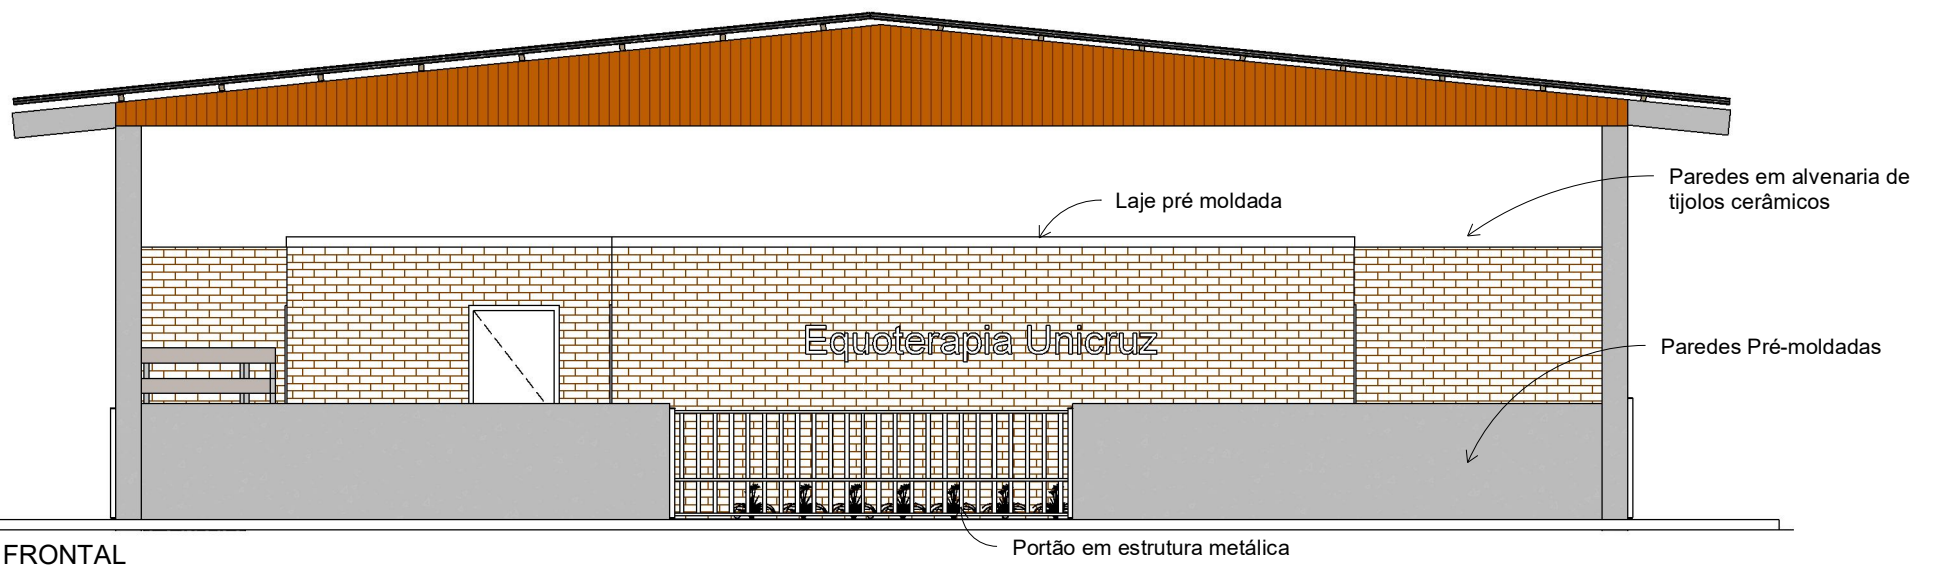 Paredes em alvenaria de
tijolos cerâmicos
Laje pré moldada
Equoterapia Unicruz
Paredes Pré-moldadas
Portão em estrutura metálica
FRONTAL